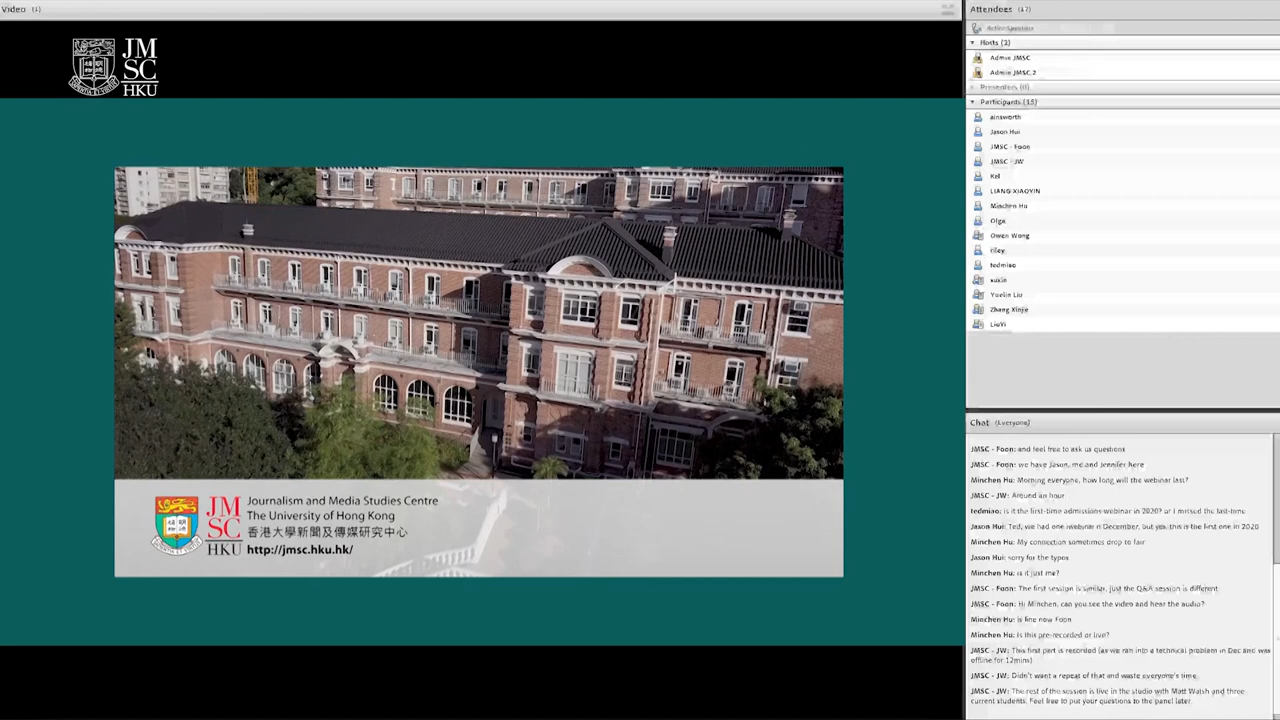 Video (1)
JM
SC
HKU
JM
SC
HKU
Journalism and Media Studies Centre
The University of Hong Kong
香港大學新聞及傳媒研究中心
http://jmsc.hku.hk/
Attendees (17)
Active Speakers
Hosts (2)
Admin JMSC
Admin JMSC 2
Presenters (0)
Participants (15)
ainsworth
Jason Hui
JMSC - Foon
JMSC - JW
Kel
LIANG XIAOYIN
Minchen Hu
Olga
Owen Wong
riley
tedmiao
xuxin
Yuelin Liu
Zhang Xinjie
LiuYi
Chat (Everyone)
JMSC - Foon: and feel free to ask us questions
JMSC - Foon: we have Jason, me and Jennifer here
Minchen Hu: Morning everyone, how long will the webinar last?
JMSC - JW: Around an hour
tedmiao: is it the first-time admissions webinar in 2020? or I missed the last-time
Jason Hui: Ted, we had one iwebinar n December, but yes, this is the first one in 2020
Minchen Hu: My connection sometimes drop to fair
Jason Hui: sorry for the typos
Minchen Hu: is it just me?
JMSC - Foon: The first session is similar, just the Q&A session is different
JMSC - Foon: Hi Minchen, can you see the video and hear the audio?
Minchen Hu: is fine now Foon
Minchen Hu: Is this pre-recorded or live?
JMSC - JW: This first part is recorded (as we ran into a technical problem in Dec and was
offline for 12mins)
JMSC - JW: Didn't want a repeat of that and waste everyone's time.
JMSC - JW: The rest of the session is live in the studio with Matt Walsh and three
current students. Feel free to put your questions to the panel later.